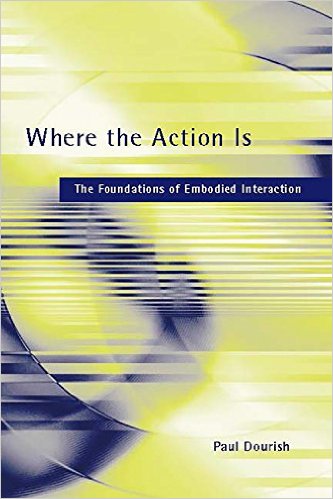 Where the Action Is
The Foundations of Embodied Interaction
Paul Dourish